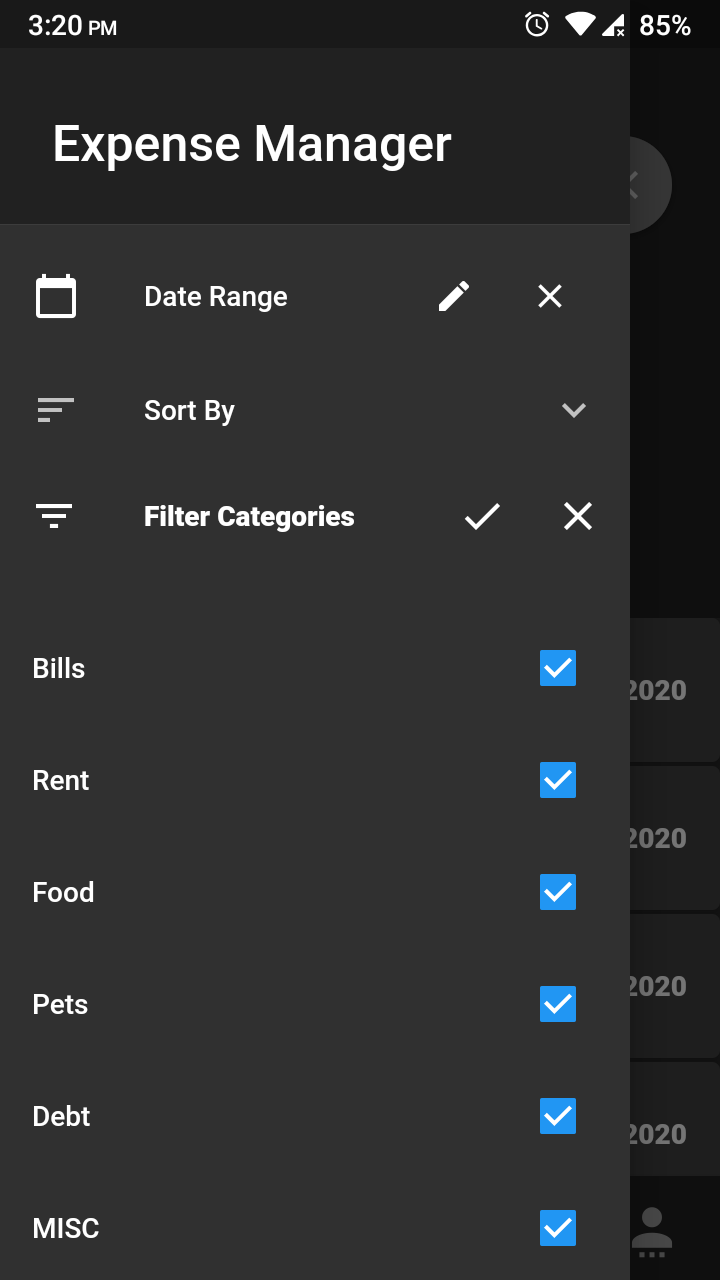 3:20 PM 85%
Expense Manager
Date Range
Sort By
Filter Categories
Bills
2020
Rent
2020
Food
2020
Pets
Debt
2020
MISC